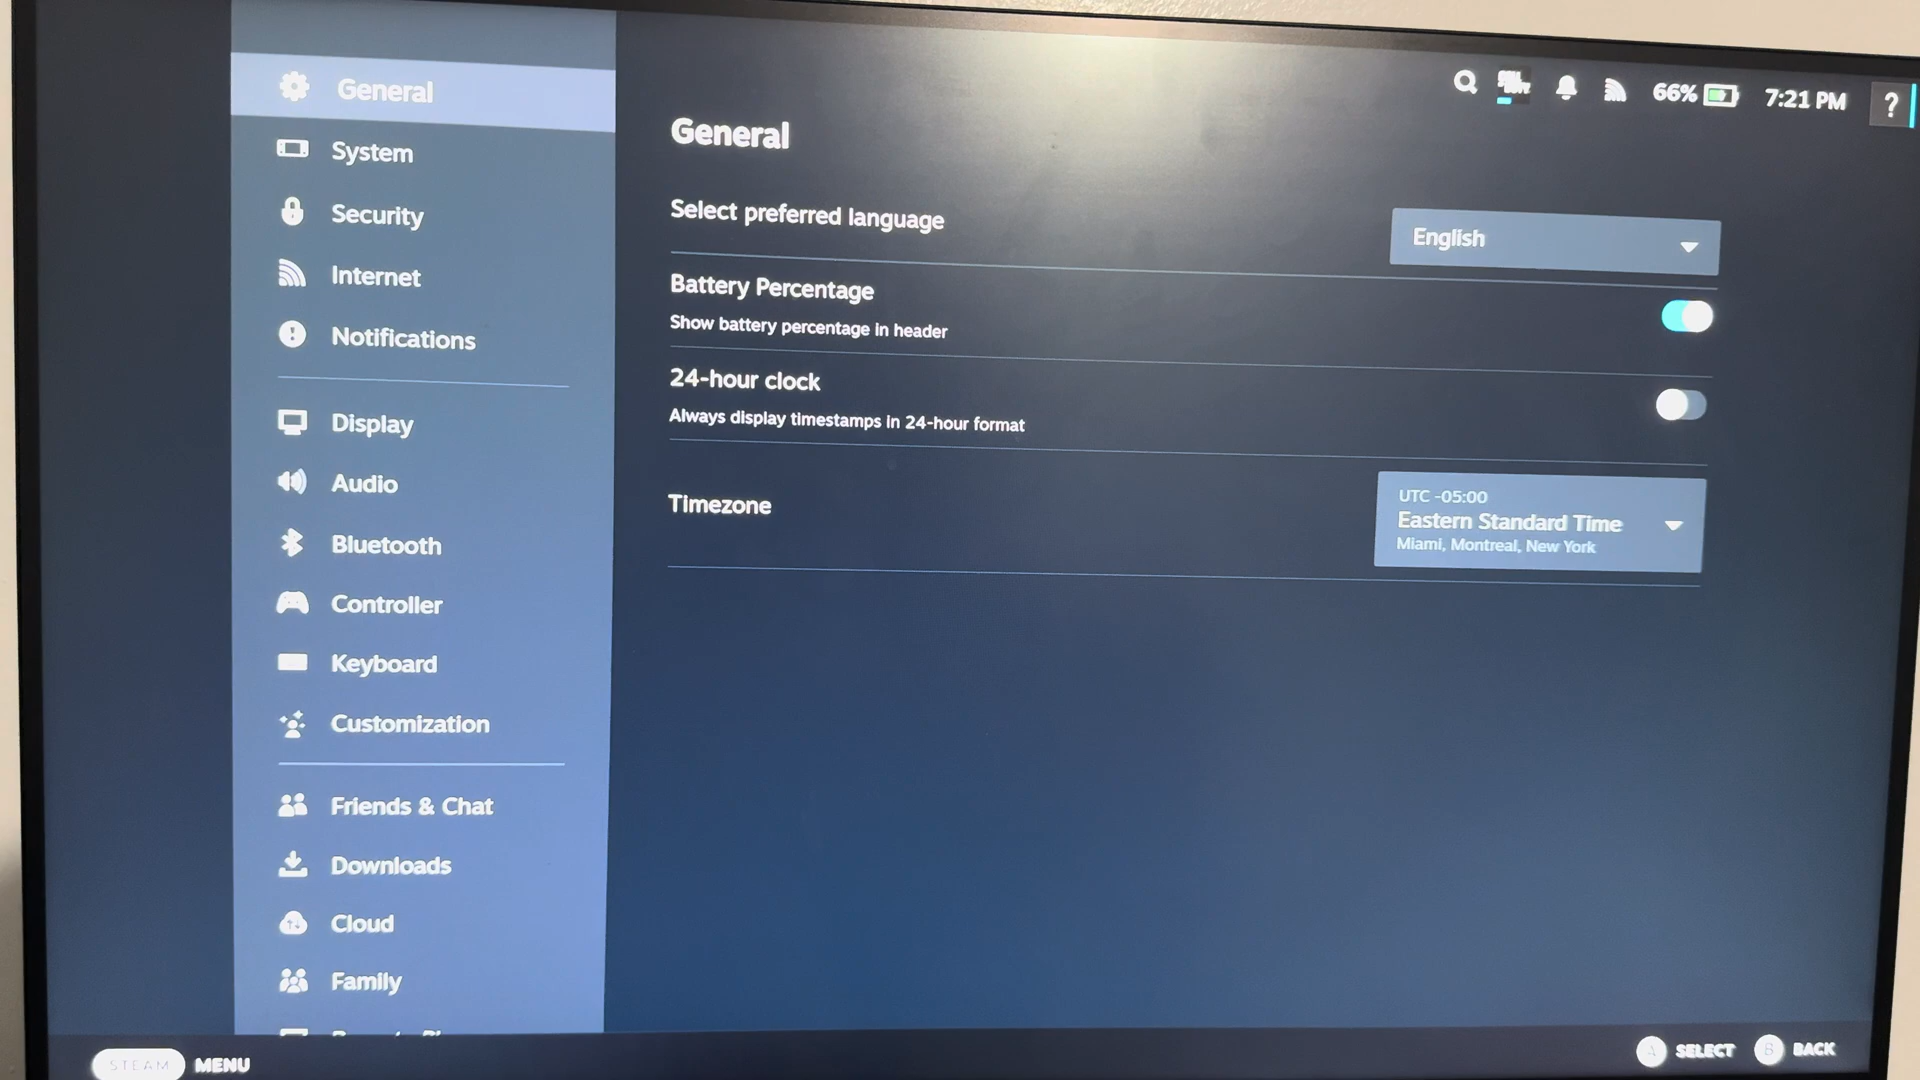 General
System
Security
Internet
Notifications
Display
Audio
Bluetooth
Controller
Keyboard
Customization
Friends & Chat
Downloads
Cloud
Family
66%
7:21 PM
?
General
Select preferred language
English
Battery Percentage
Show battery percentage in header
24-hour clock
Always display timestamps in 24-hour format
Timezone
UTC -05:00
Eastern Standard Time
Miami, Montreal, New York
STEAM MENU
A SELECT B BACK